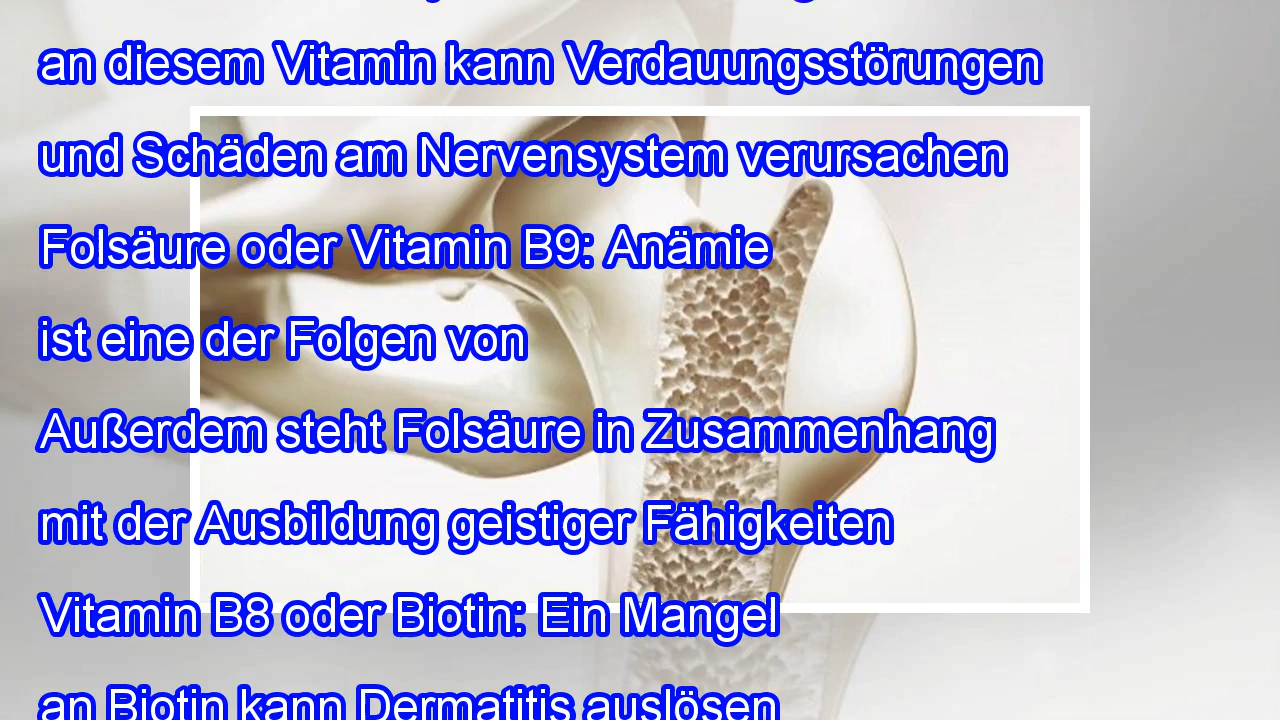 an diesem Vitamin kann Verdauungsstörungen
und Schäden am Nervensystem verursachen
Folsäure oder Vitamin B9: Anämie
ist eine der Folgen von
Außerdem steht Folsäure in Zusammenhang
mit der Ausbildung geistiger Fähigkeiten
Vitamin B8 oder Biotin: Ein Mangel
an Biotin kann Dermatitis auslösen